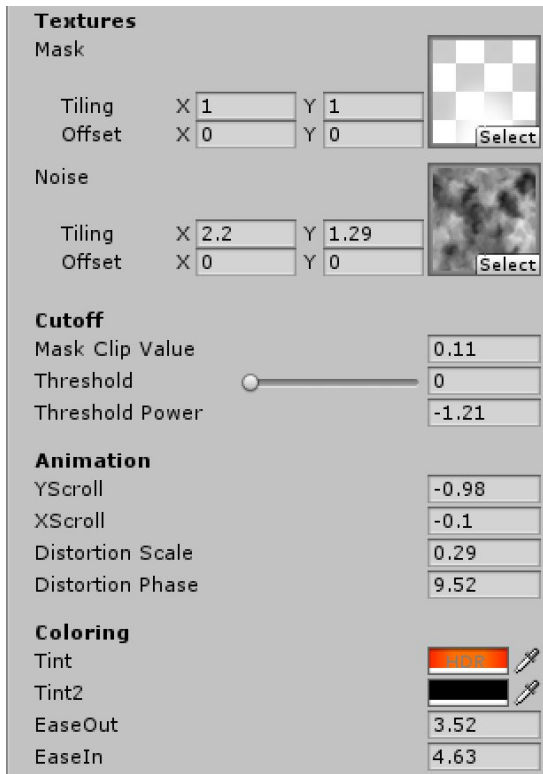 Textures
Mask
Tiling X 1 Y 1
Offset X 0 Y 0
Select
Noise
Tiling X 2.2 Y 1.29
Offset X 0 Y 0
Select
Cutoff
Mask Clip Value 0.11
Threshold 0
Threshold Power -1.21
Animation
YScroll -0.98
XScroll -0.1
Distortion Scale 0.29
Distortion Phase 9.52
Coloring
Tint HDR
Tint2
EaseOut 3.52
EaseIn 4.63